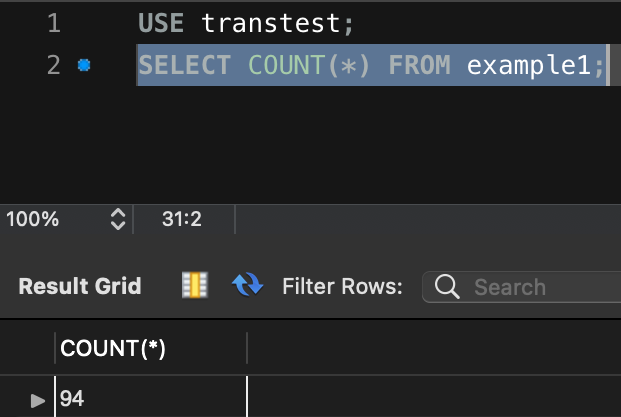 1 USE transtest;
2 SELECT COUNT(*) FROM example1;
100% 31:2
Result Grid Filter Rows: Search
COUNT(*)
94